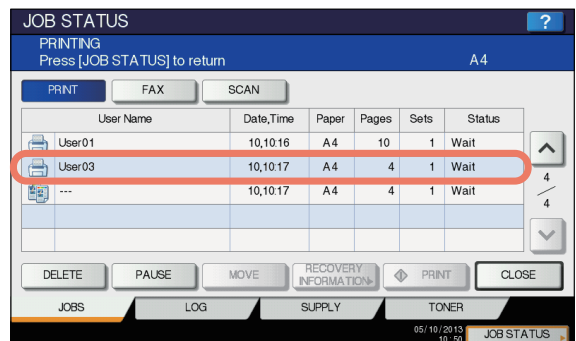 JOB STATUS ?
PRINTING
Press [JOB STATUS] to return A4
PRINT FAX SCAN
User Name Date,Time Paper Pages Sets Status
User01 10,10:16 A4 10 1 Wait
User03 10,10:17 A4 4 1 Wait
--- 10,10:17 A4 4 1 Wait
4
4
DELETE PAUSE MOVE RECOVERY INFORMATION PRINT CLOSE
JOBS LOG SUPPLY TONER
05/10/2013
10:50 JOB STATUS